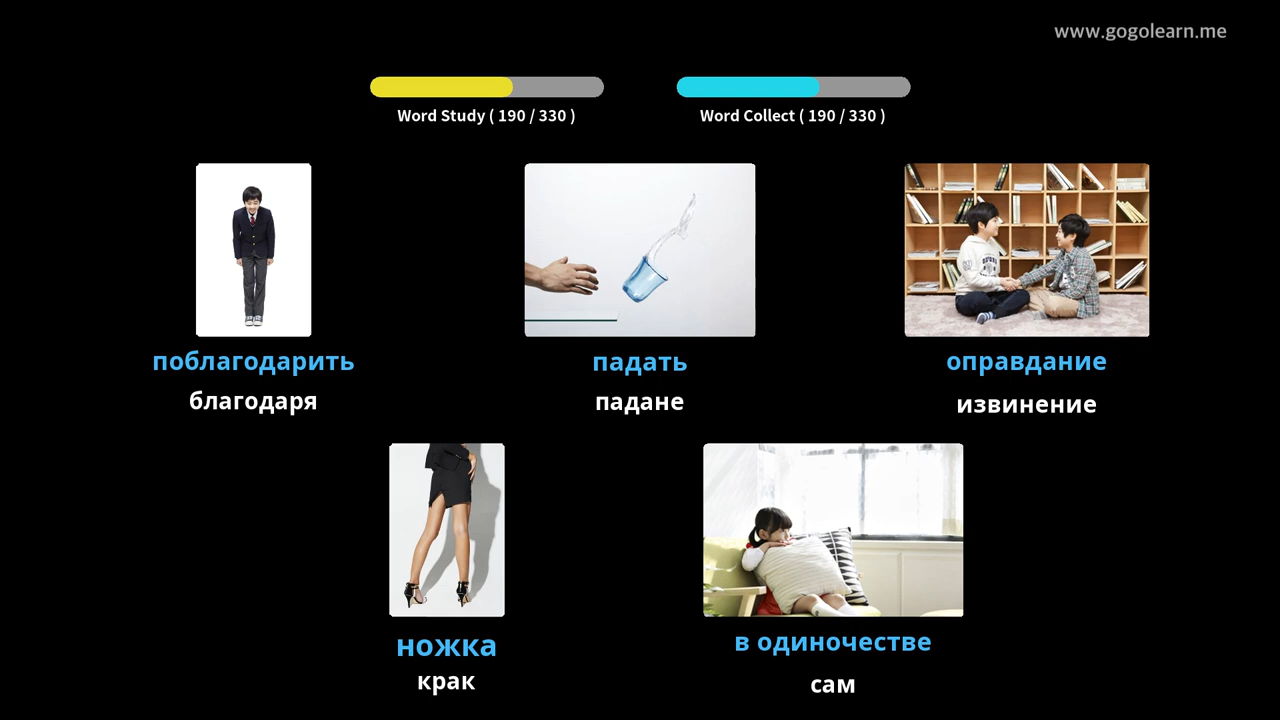 www.gogolearn.me
Word Study ( 190 / 330 )
Word Collect ( 190 / 330 )
поблагодарить
благодаря
падать
падане
оправдание
извинение
ножка
крак
в одиночестве
сам